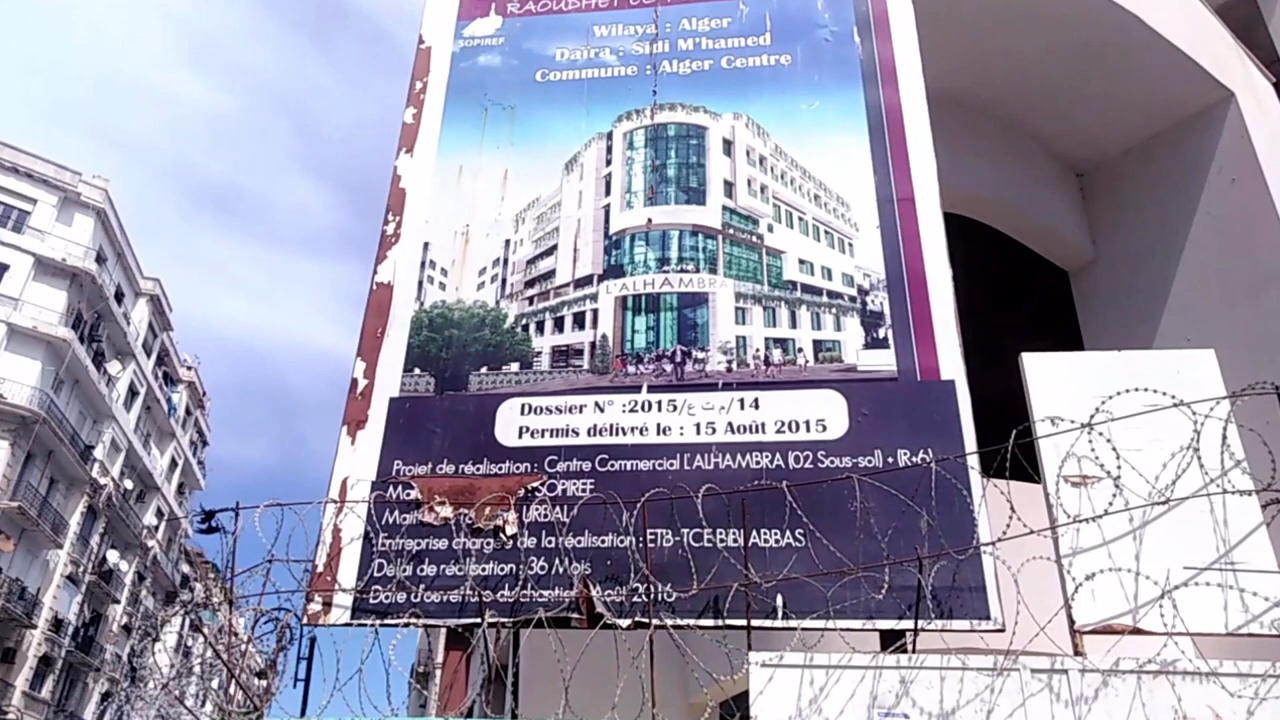 RAOUDHET
SOPIREF
Wilaya : Alger
Daïra : Sidi M'hamed
Commune : Alger Centre
L'ALHAMBRA
Dossier N° :2015/م ت ع/14
Permis délivré le : 15 Août 2015
Projet de réalisation : Centre Commercial L'ALHAMBRA (02 Sous-sol) + (R+6)
: SOPIREF
URBAL
Entreprise chargée de la réalisation : ETB-TCE-BIBI ABBAS
Délai de réalisation : 36 Mois
Date d'ouverture du chantier : Août 2016